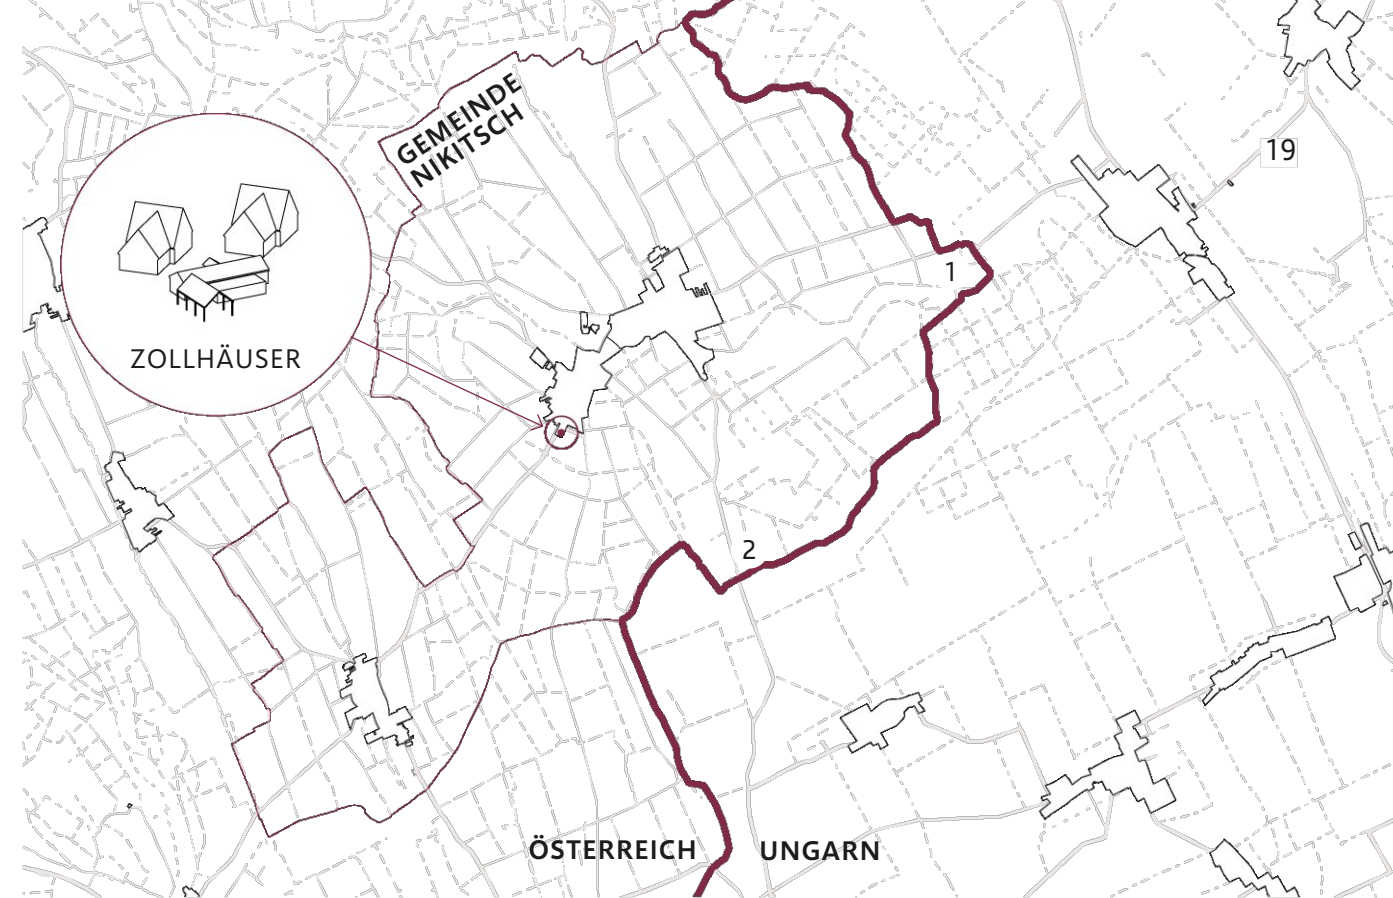 GEMEINDE
NIKITSCH
19
1
ZOLLHÄUSER
2
ÖSTERREICH
UNGARN